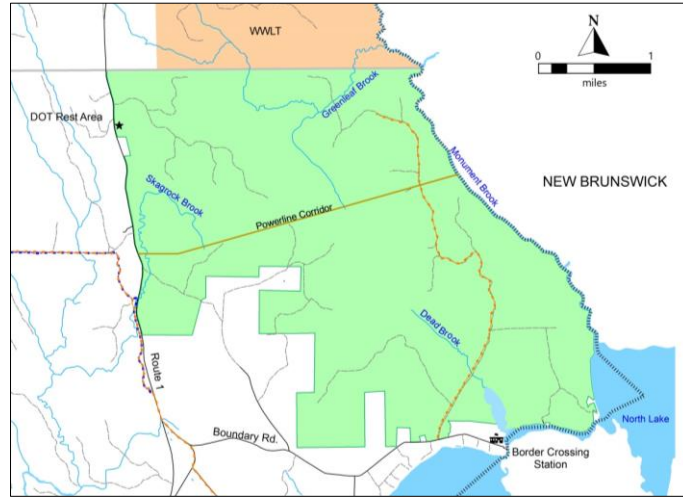 WWLT
N
0
1
miles
Greenleaf Brook
DOT Rest Area
Monument Brook
Skagrock Brook
NEW BRUNSWICK
Powerline Corridor
Dead Brook
Route 1
North Lake
Boundary Rd.
Border Crossing
Station